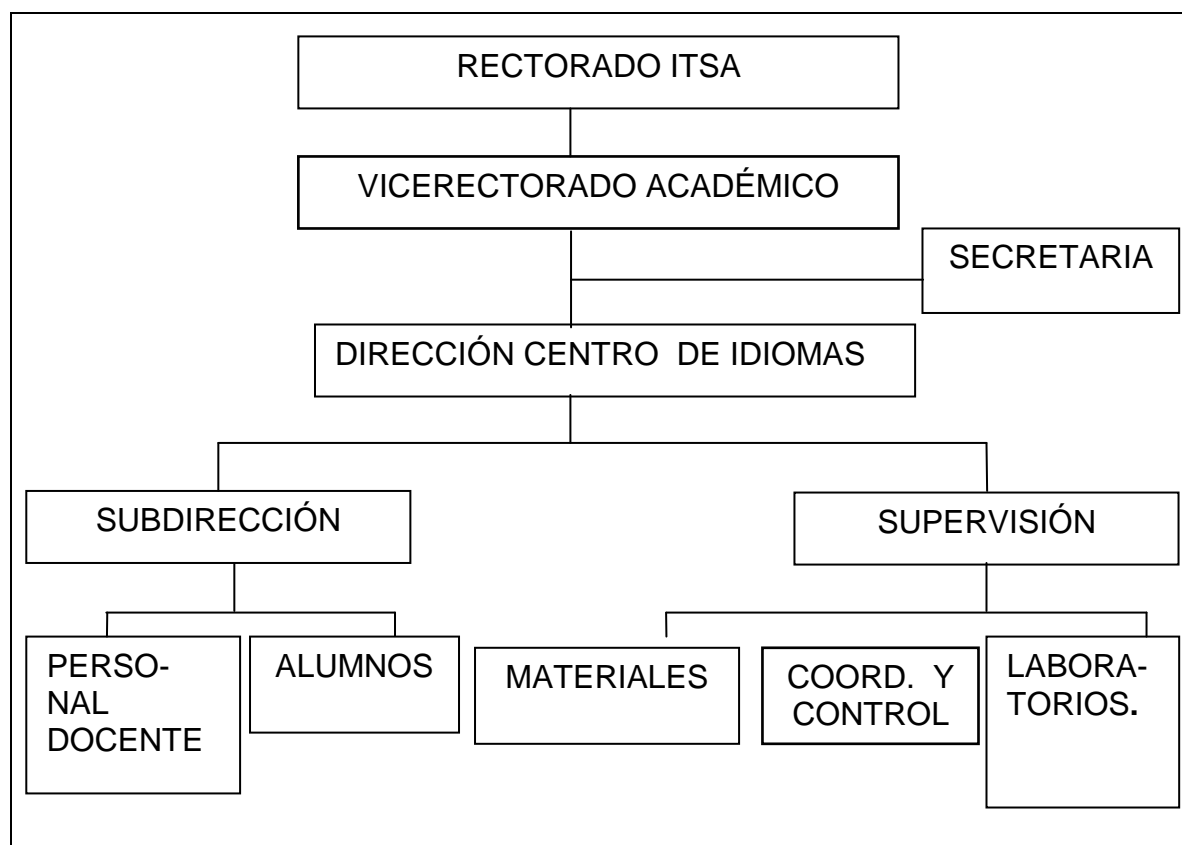 RECTORADO ITSA
VICERECTORADO ACADÉMICO
SECRETARIA
DIRECCIÓN CENTRO DE IDIOMAS
SUBDIRECCIÓN
SUPERVISIÓN
PERSO-
NAL
DOCENTE
ALUMNOS
MATERIALES
COORD. Y
CONTROL
LABORA-
TORIOS.